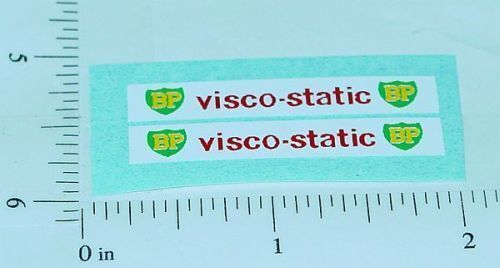 5
BP visco-static BP
BP visco-static BP
6
0 in 1 2